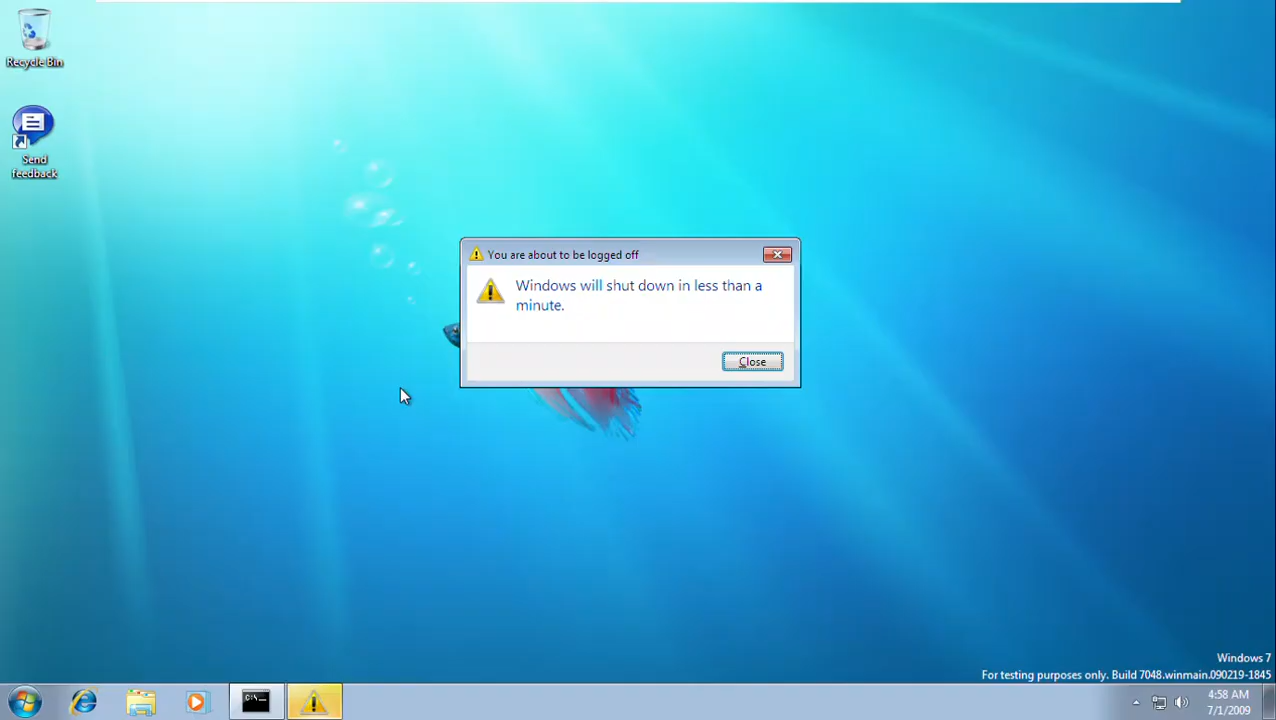 Recycle Bin
Send
feedback
You are about to be logged off
Windows will shut down in less than a
minute.
Close
Windows 7
For testing purposes only. Build 7048.winmain.090219-1845
C:\_
4:58 AM
7/1/2009